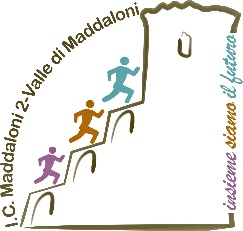 I.C. Maddaloni 2-Valle di Maddaloni
insieme siamo il futuro